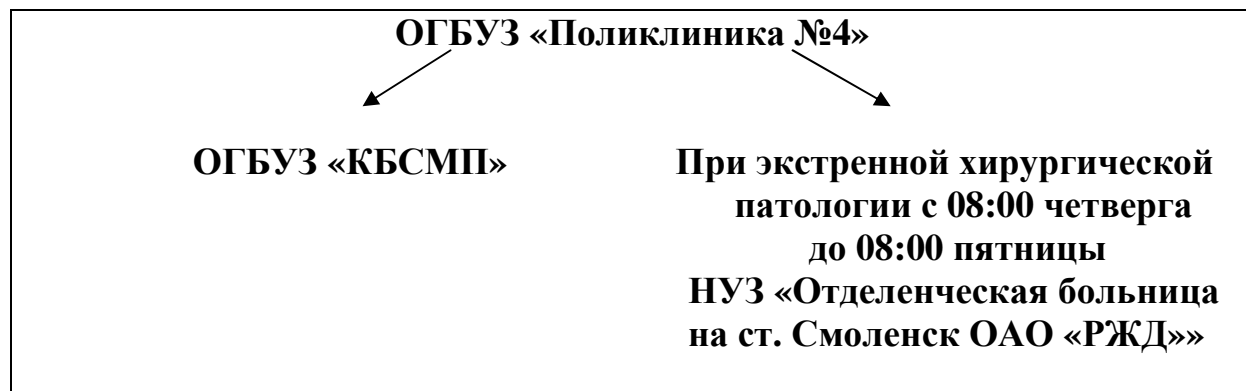 ОГБУЗ «Поликлиника №4»
ОГБУЗ «КБСМП»
При экстренной хирургической
патологии с 08:00 четверга
до 08:00 пятницы
НУЗ «Отделенческая больница
на ст. Смоленск ОАО «РЖД»»